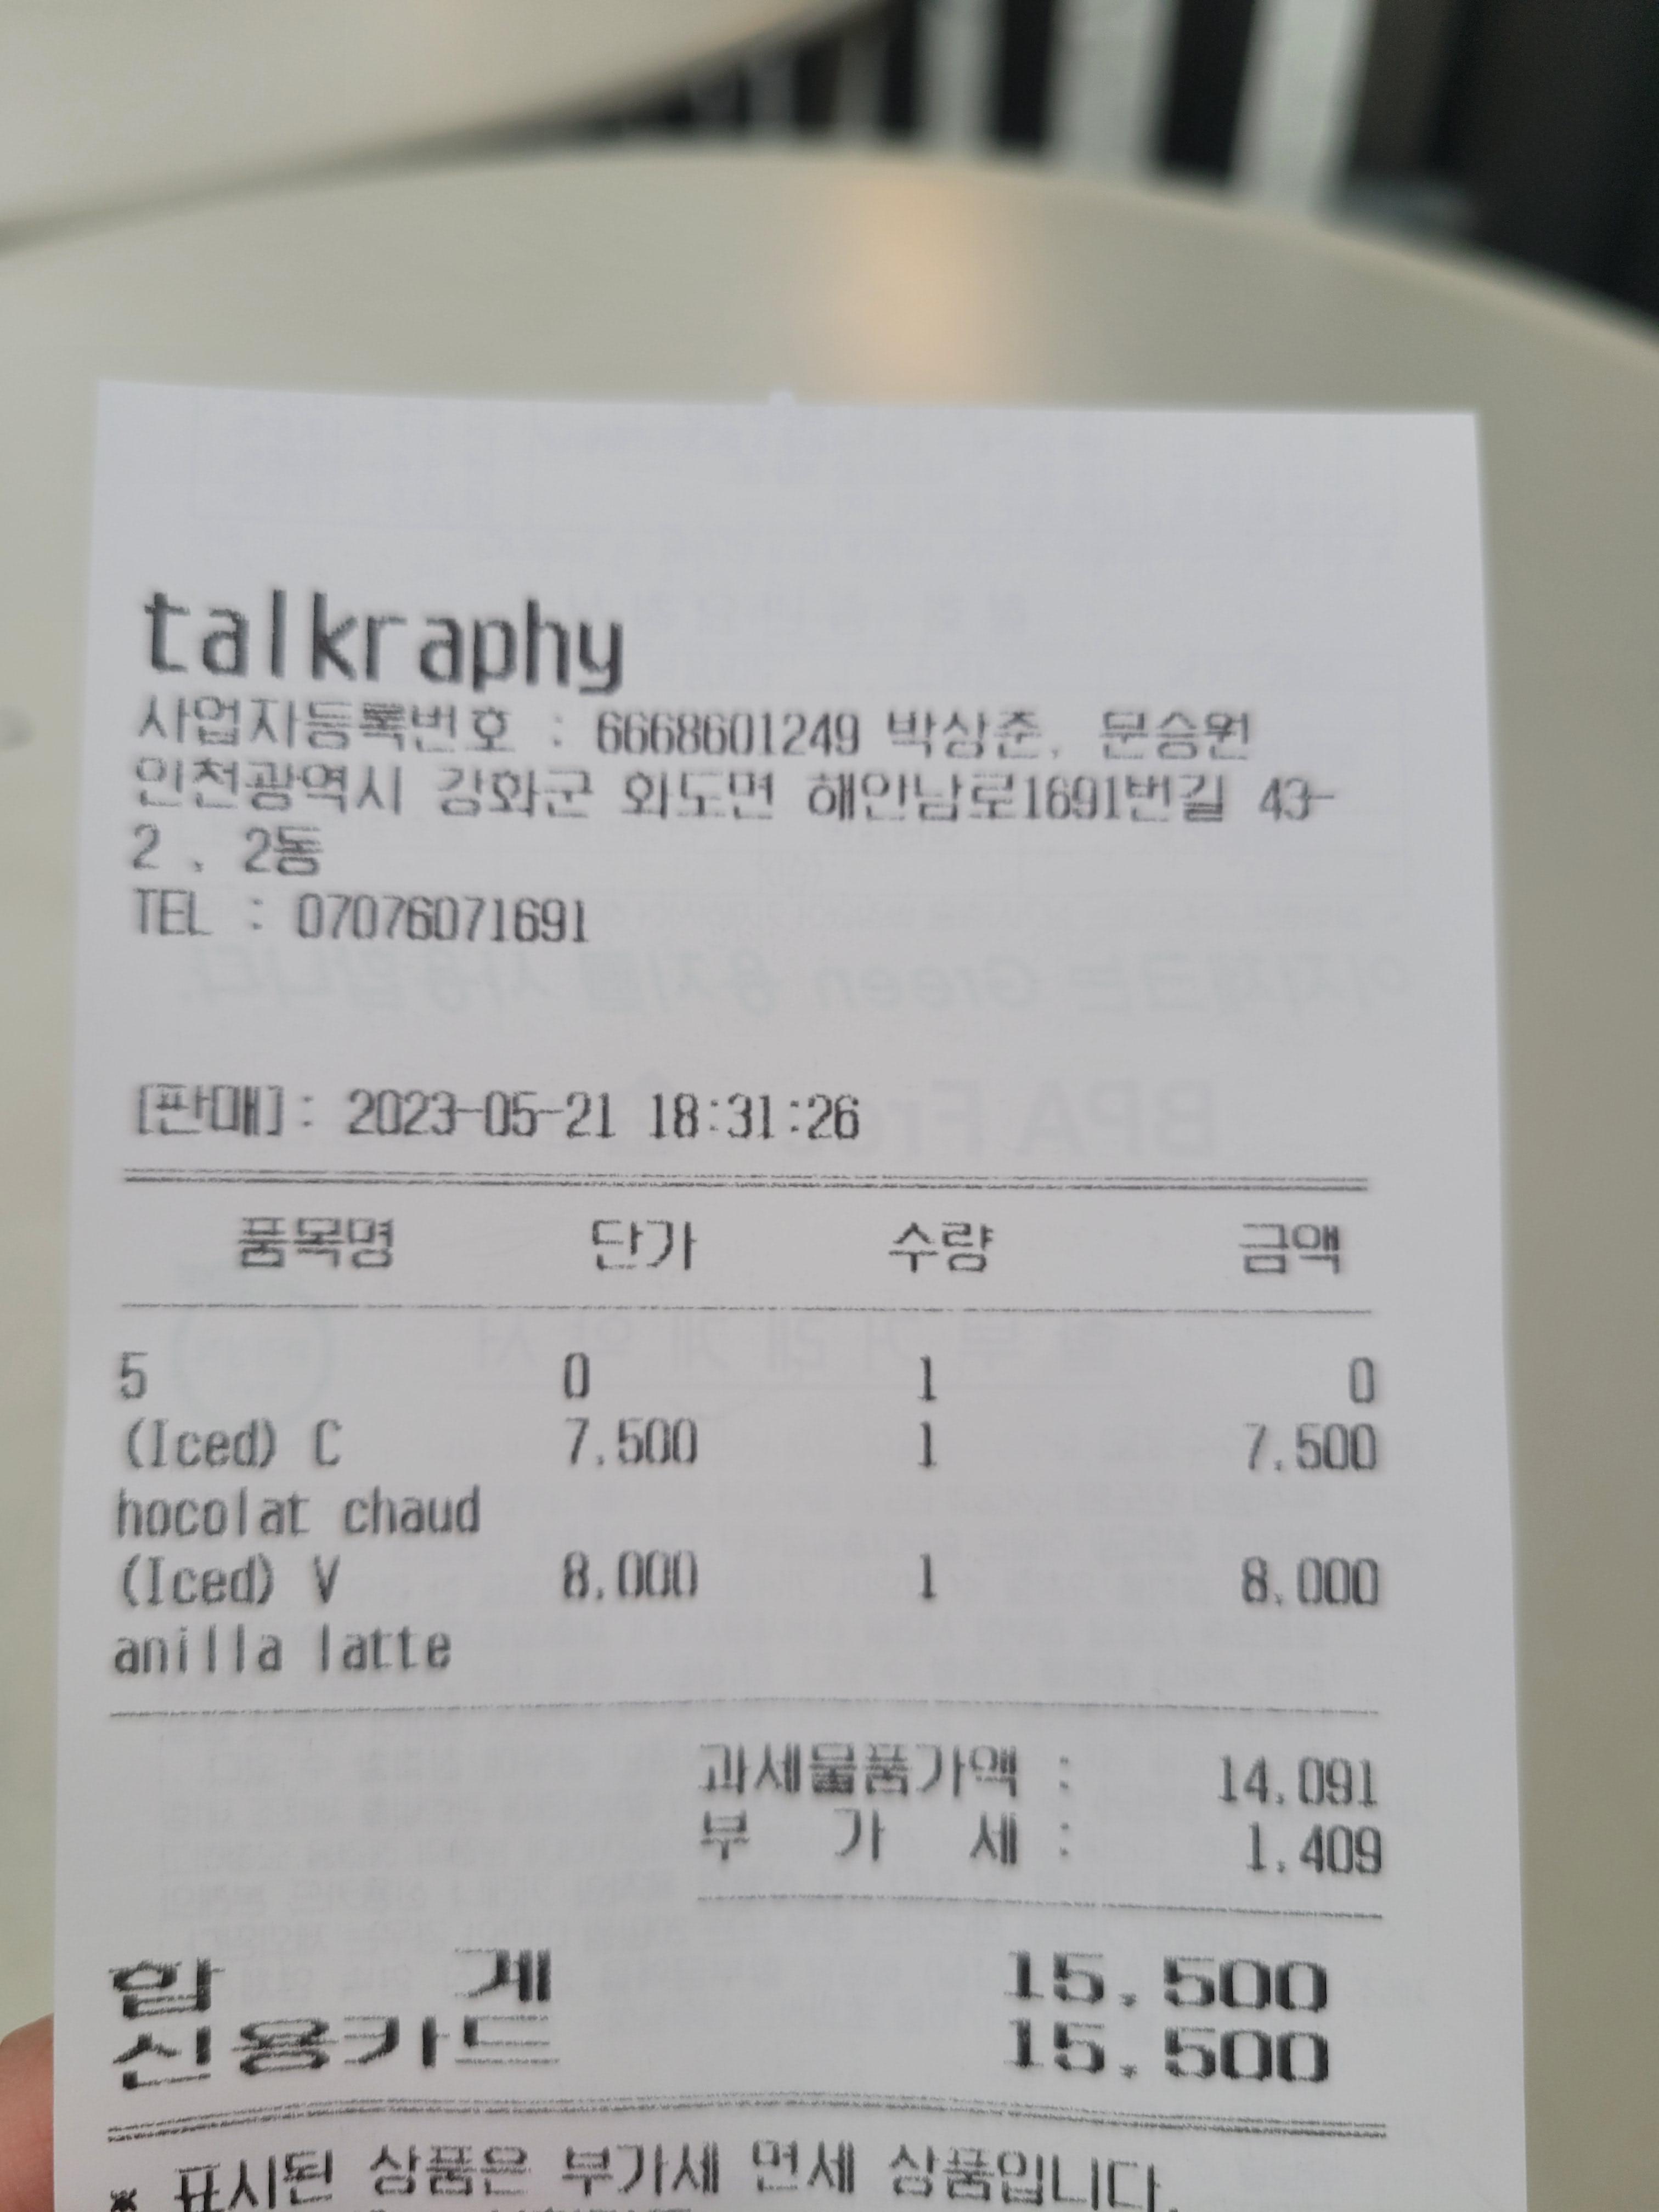 talkraphy
사업자등록번호 : 6668601249 박상준, 문승원
인천광역시 강화군 화도면 해안남로1691번길 43-
2 , 2동
TEL : 07076071691
[판매]: 2023-05-21 18:31:26
품목명 단가 수량 금액
5 0 1 0
(Iced) C 7,500 1 7,500
hocolat chaud
(Iced) V 8,000 1 8,000
anilla latte
과세물품가액 : 14,091
부 가 세 : 1,409
합 계 15,500
신용카드 15,500
※ 표시된 상품은 부가세 면세 상품입니다.